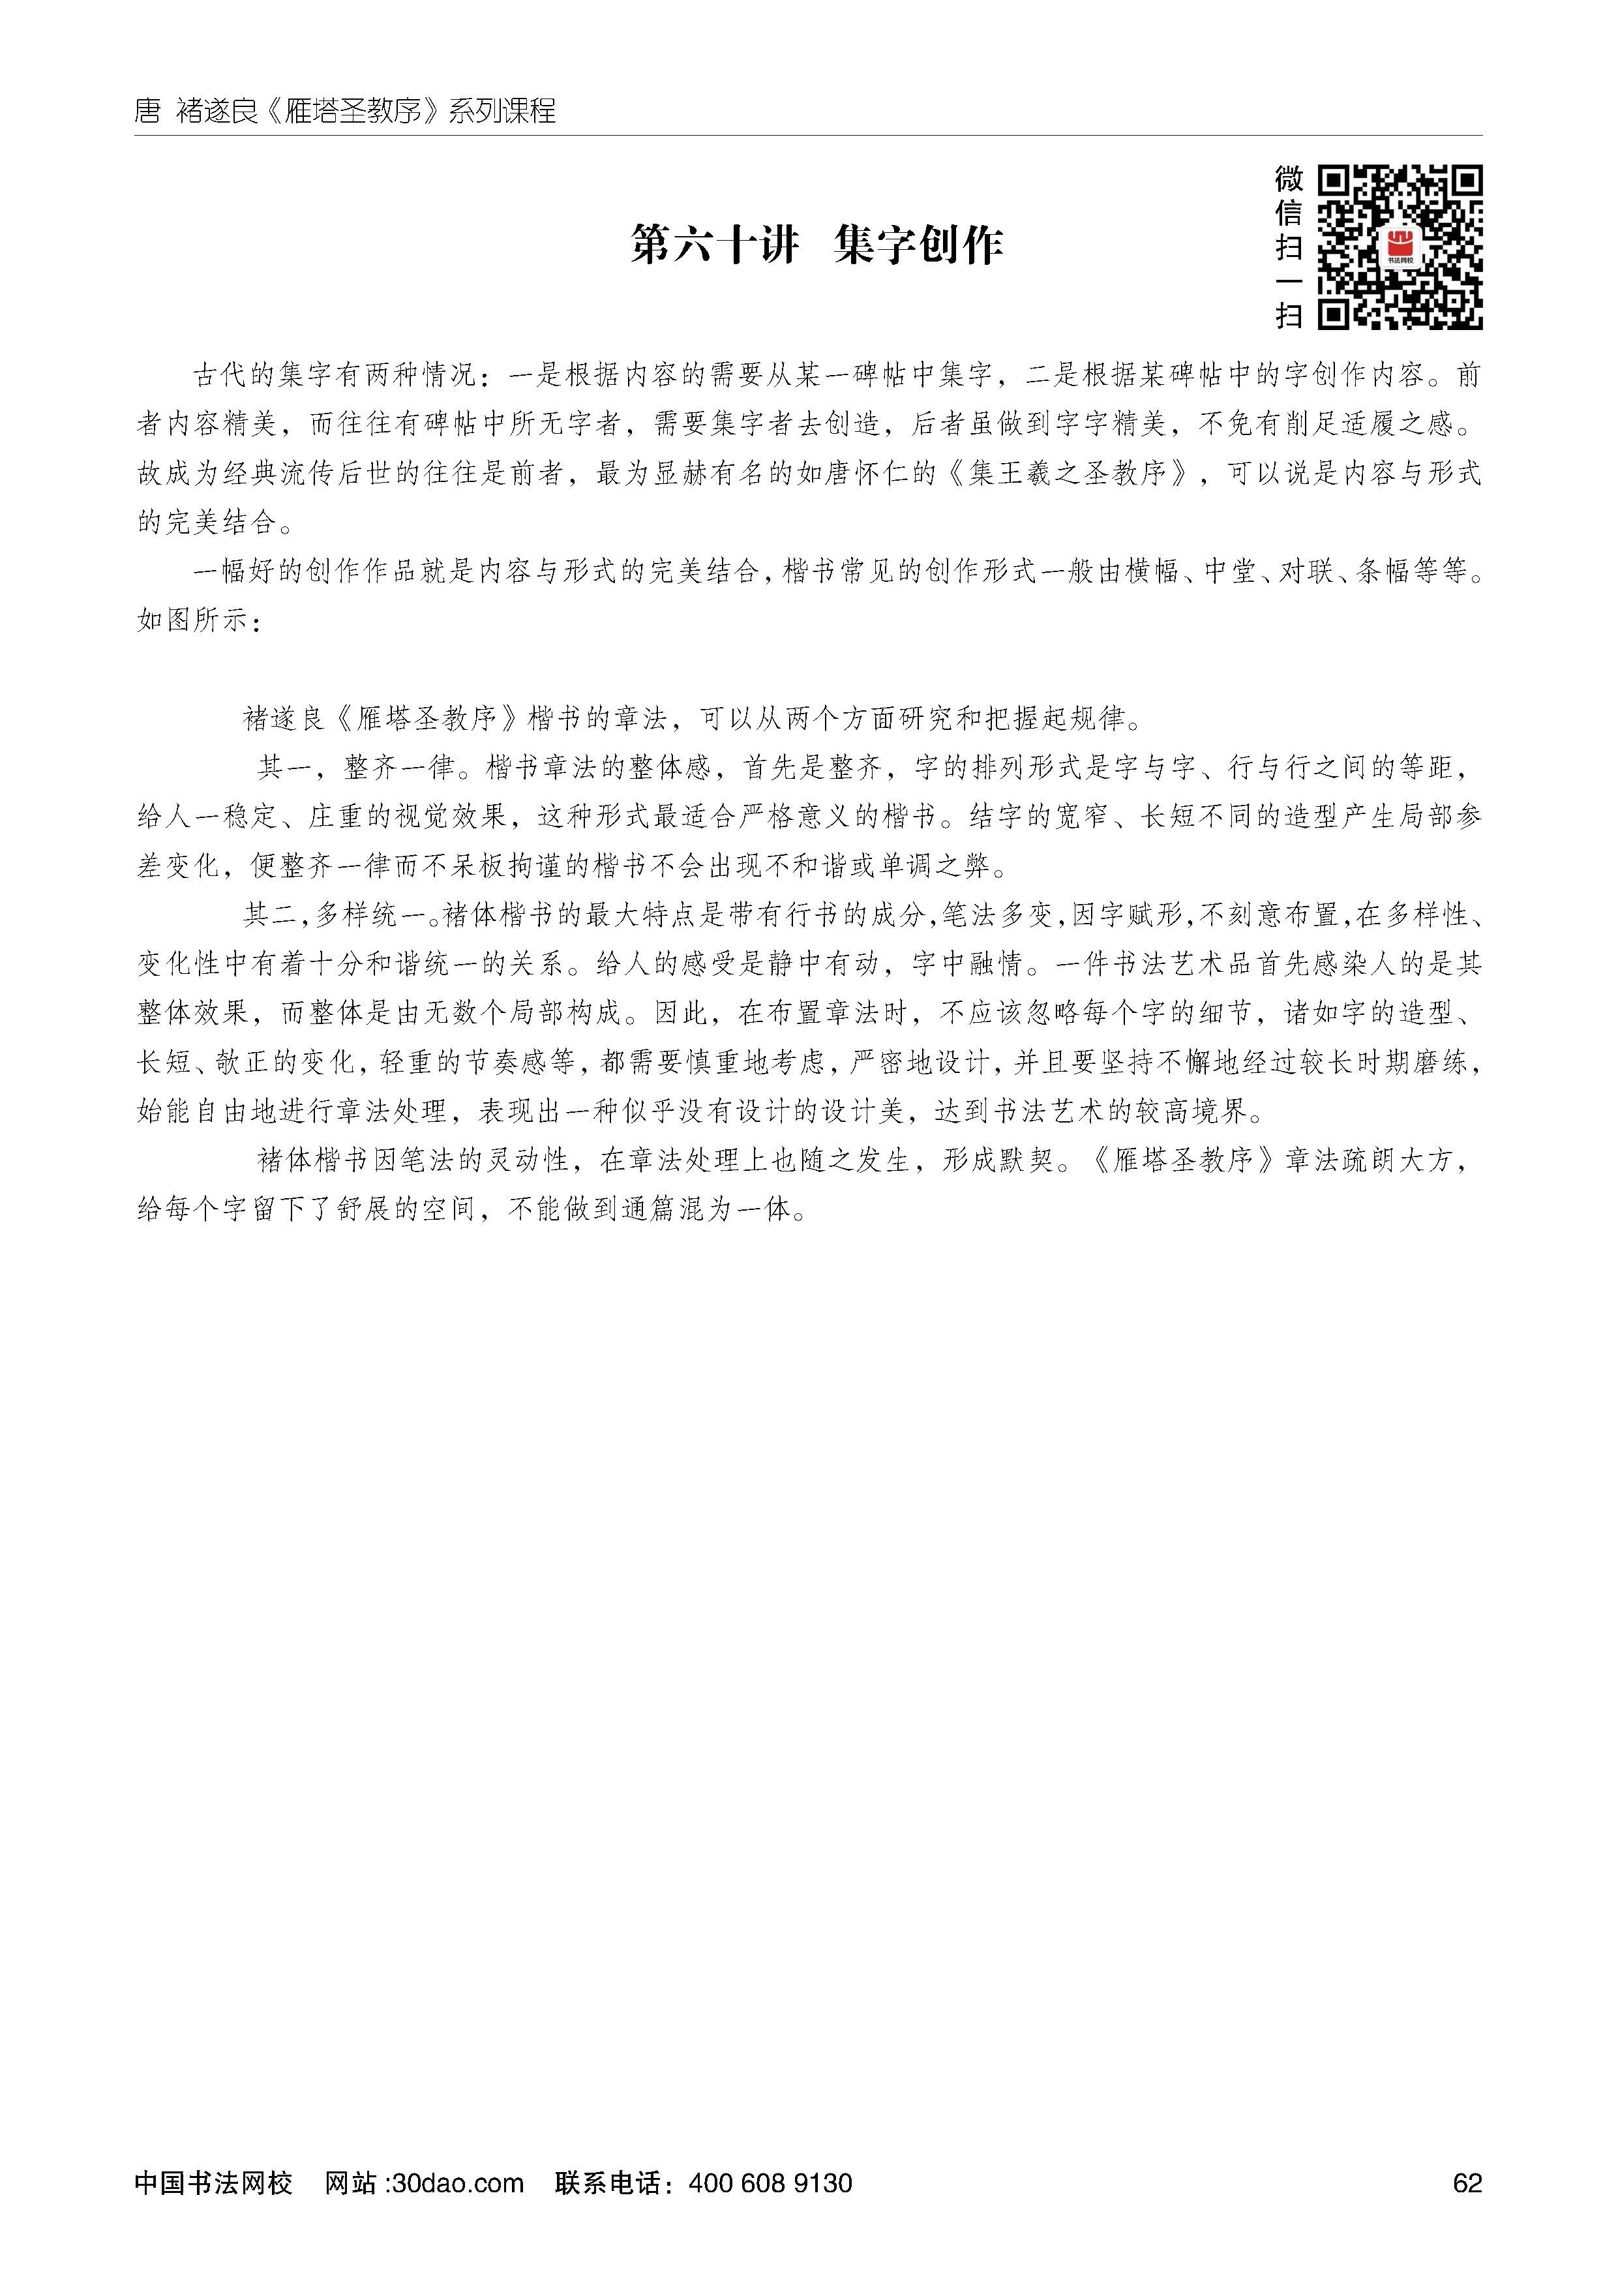 唐 褚遂良《雁塔圣教序》系列课程
微信扫一扫
书法网校
第六十讲 集字创作
古代的集字有两种情况：一是根据内容的需要从某一碑帖中集字，二是根据某碑帖中的字创作内容。前
者内容精美，而往往有碑帖中所无字者，需要集字者去创造，后者虽做到字字精美，不免有削足适履之感。
故成为经典流传后世的往往是前者，最为显赫有名的如唐怀仁的《集王羲之圣教序》，可以说是内容与形式
的完美结合。
一幅好的创作作品就是内容与形式的完美结合，楷书常见的创作形式一般由横幅、中堂、对联、条幅等等。
如图所示：
褚遂良《雁塔圣教序》楷书的章法，可以从两个方面研究和把握起规律。
其一，整齐一律。楷书章法的整体感，首先是整齐，字的排列形式是字与字、行与行之间的等距，
给人一稳定、庄重的视觉效果，这种形式最适合严格意义的楷书。结字的宽窄、长短不同的造型产生局部参
差变化，便整齐一律而不呆板拘谨的楷书不会出现不和谐或单调之弊。
其二，多样统一。褚体楷书的最大特点是带有行书的成分，笔法多变，因字赋形，不刻意布置，在多样性、
变化性中有着十分和谐统一的关系。给人的感受是静中有动，字中融情。一件书法艺术品首先感染人的是其
整体效果，而整体是由无数个局部构成。因此，在布置章法时，不应该忽略每个字的细节，诸如字的造型、
长短、欹正的变化，轻重的节奏感等，都需要慎重地考虑，严密地设计，并且要坚持不懈地经过较长时期磨练，
始能自由地进行章法处理，表现出一种似乎没有设计的设计美，达到书法艺术的较高境界。
褚体楷书因笔法的灵动性，在章法处理上也随之发生，形成默契。《雁塔圣教序》章法疏朗大方，
给每个字留下了舒展的空间，不能做到通篇混为一体。
中国书法网校 网站:30dao.com 联系电话：400 608 9130 62